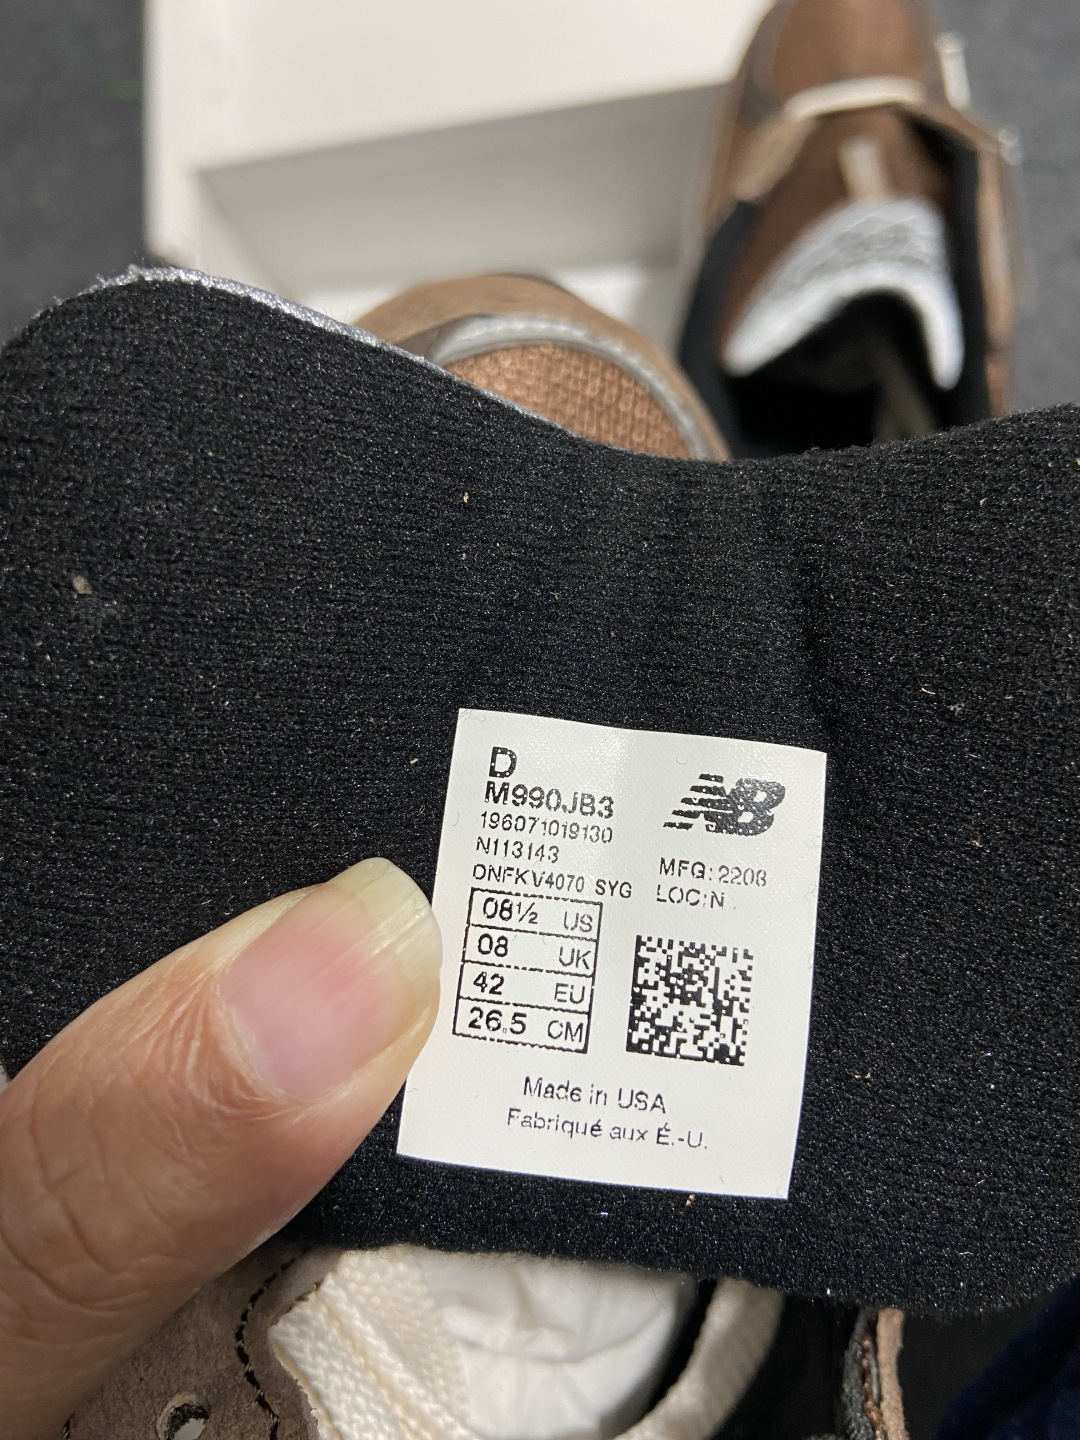 D
M990JB3
196071019130
N113143
DNFKV4070 SYG
08½ US
08 UK
42 EU
26.5 CM
NB
MFG:2208
LOC:N
Made in USA
Fabriqué aux É.-U.